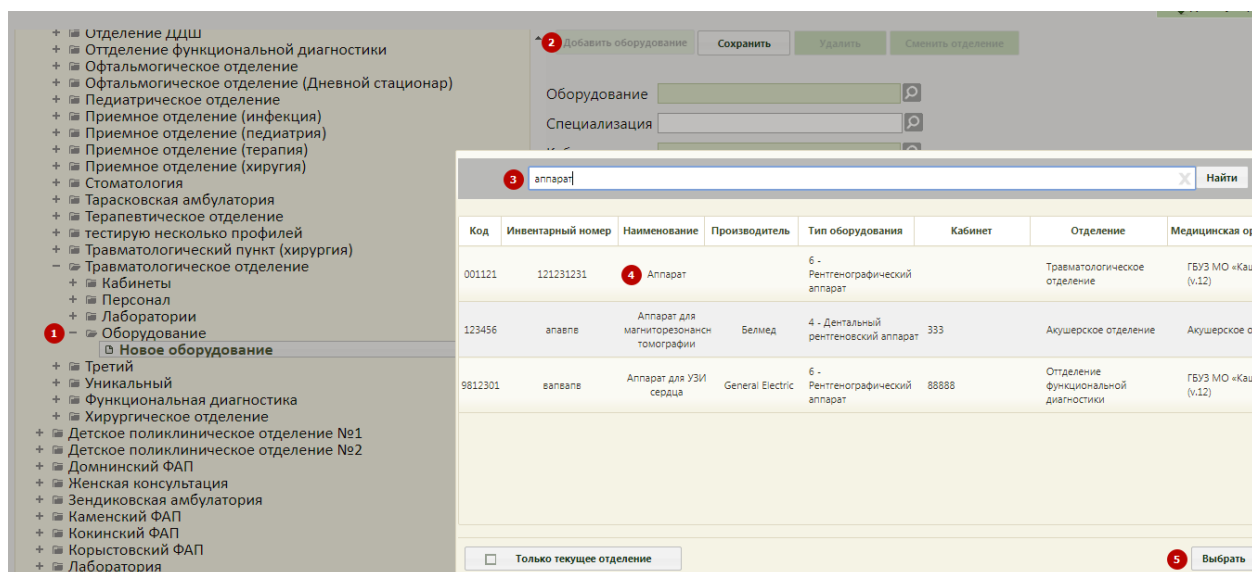 Отделение ДДШ
Оттделение функциональной диагностики
Офтальмогическое отделение
Офтальмогическое отделение (Дневной стационар)
Педиатрическое отделение
Приемное отделение (инфекция)
Приемное отделение (педиатрия)
Приемное отделение (терапия)
Приемное отделение (хиругия)
Стоматология
Тарасковская амбулатория
Терапевтическое отделение
тестирую несколько профилей
Травматологический пункт (хирургия)
Травматологическое отделение
Кабинеты
Персонал
Лаборатории
1 Оборудование
Новое оборудование
Третий
Уникальный
Функциональная диагностика
Хирургическое отделение
Детское поликлиническое отделение №1
Детское поликлиническое отделение №2
Домнинский ФАП
Женская консультация
Зендиковская амбулатория
Каменский ФАП
Кокинский ФАП
Корыстовский ФАП
Лаборатория
2 Добавить оборудование Сохранить Удалить Сменить отделение
Оборудование
Специализация
3 аппарат X Найти
Код Инвентарный номер Наименование Производитель Тип оборудования Кабинет Отделение Медицинская ор
001121 121231231 4 Аппарат 6 - Рентгенографический аппарат Травматологическое отделение ГБУЗ МО «Каш (v.12)
123456 апавпв Аппарат для магниторезонансн томографии Белмед 4 - Дентальный рентгеновский аппарат 333 Акушерское отделение Акушерское о
9812301 вапвапв Аппарат для УЗИ сердца General Electric 6 - Рентгенографический аппарат 88888 Оттделение функциональной диагностики ГБУЗ МО «Каш (v.12)
Только текущее отделение 5 Выбрать